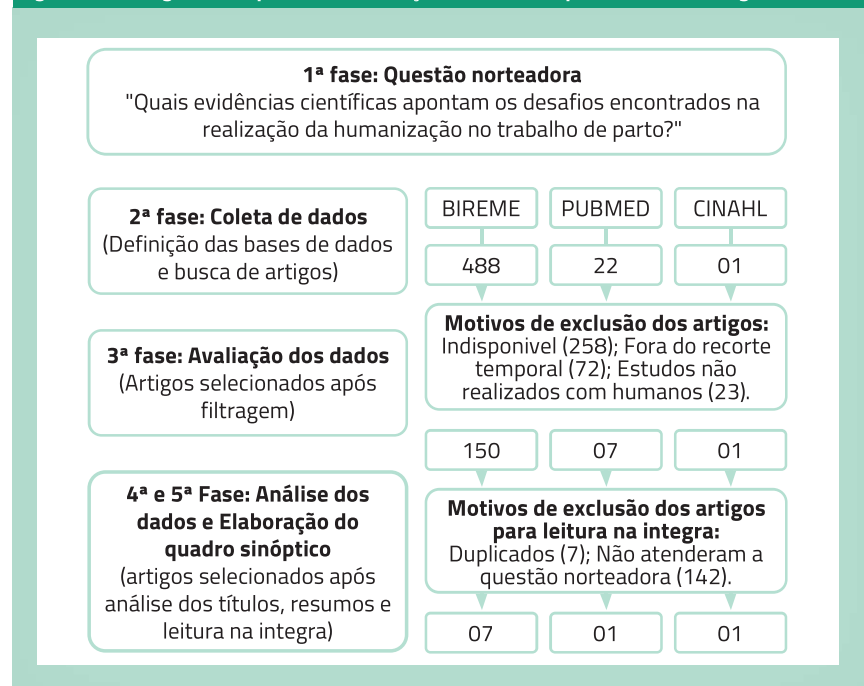 1ª fase: Questão norteadora
"Quais evidências científicas apontam os desafios encontrados na
realização da humanização no trabalho de parto?"
2ª fase: Coleta de dados
(Definição das bases de dados
e busca de artigos)
BIREME
PUBMED
CINAHL
488
22
01
Motivos de exclusão dos artigos:
Indisponivel (258); Fora do recorte
temporal (72); Estudos não
realizados com humanos (23).
3ª fase: Avaliação dos dados
(Artigos selecionados após
filtragem)
150
07
01
4ª e 5ª Fase: Análise dos
dados e Elaboração do
quadro sinóptico
(artigos selecionados após
análise dos títulos, resumos e
leitura na integra)
Motivos de exclusão dos artigos
para leitura na integra:
Duplicados (7); Não atenderam a
questão norteadora (142).
07
01
01